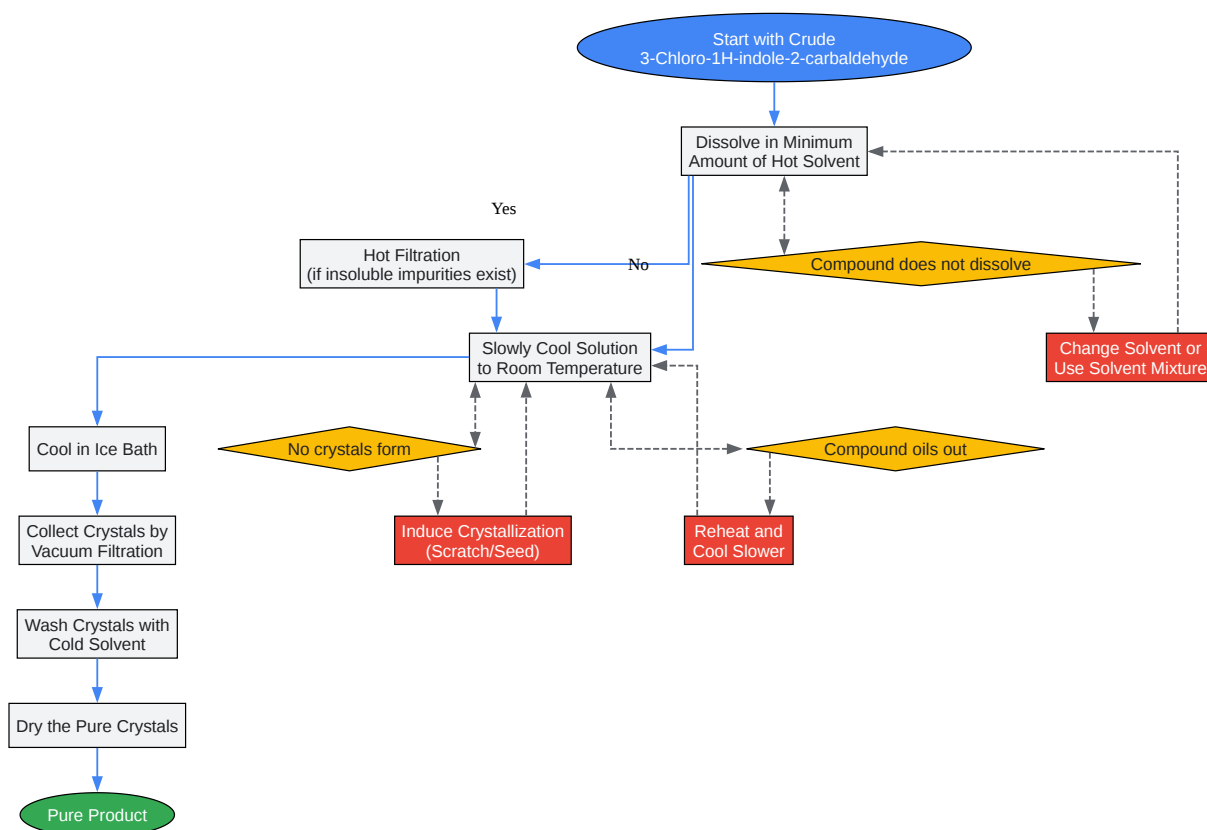 Start with Crude
3-Chloro-1H-indole-2-carbaldehyde
Dissolve in Minimum
Amount of Hot Solvent
Yes
Hot Filtration
(if insoluble impurities exist)
No
Compound does not dissolve
Slowly Cool Solution
to Room Temperature
Change Solvent or
Use Solvent Mixture
Cool in Ice Bath
No crystals form
Compound oils out
Collect Crystals by
Vacuum Filtration
Induce Crystallization
(Scratch/Seed)
Reheat and
Cool Slower
Wash Crystals with
Cold Solvent
Dry the Pure Crystals
Pure Product